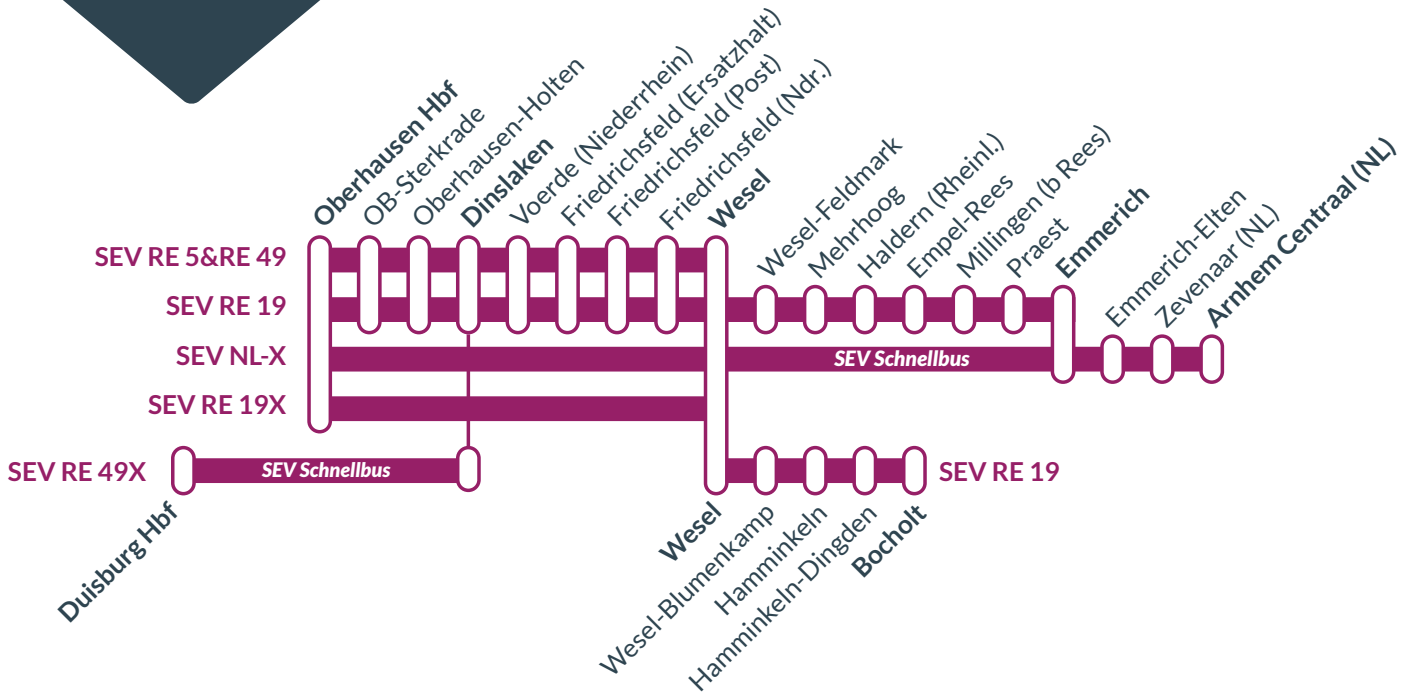 Oberhausen Hbf
OB-Sterkrade
Oberhausen-Holten
Dinslaken
Voerde (Niederrhein)
Friedrichsfeld (Ersatzhalt)
Friedrichsfeld (Post)
Friedrichsfeld (Ndr.)
Wesel
Wesel-Feldmark
Mehrhoog
Haldern (Rheinl.)
Empel-Rees
Millingen (b Rees)
Praest
Emmerich
Emmerich-Elten
Zevenaar (NL)
Arnhem Centraal (NL)
SEV RE 5&RE 49
SEV RE 19
SEV NL-X
SEV Schnellbus
SEV RE 19X
SEV RE 49X
SEV Schnellbus
SEV RE 19
Duisburg Hbf
Wesel
Wesel-Blumenkamp
Hamminkeln
Hamminkeln-Dingden
Bocholt